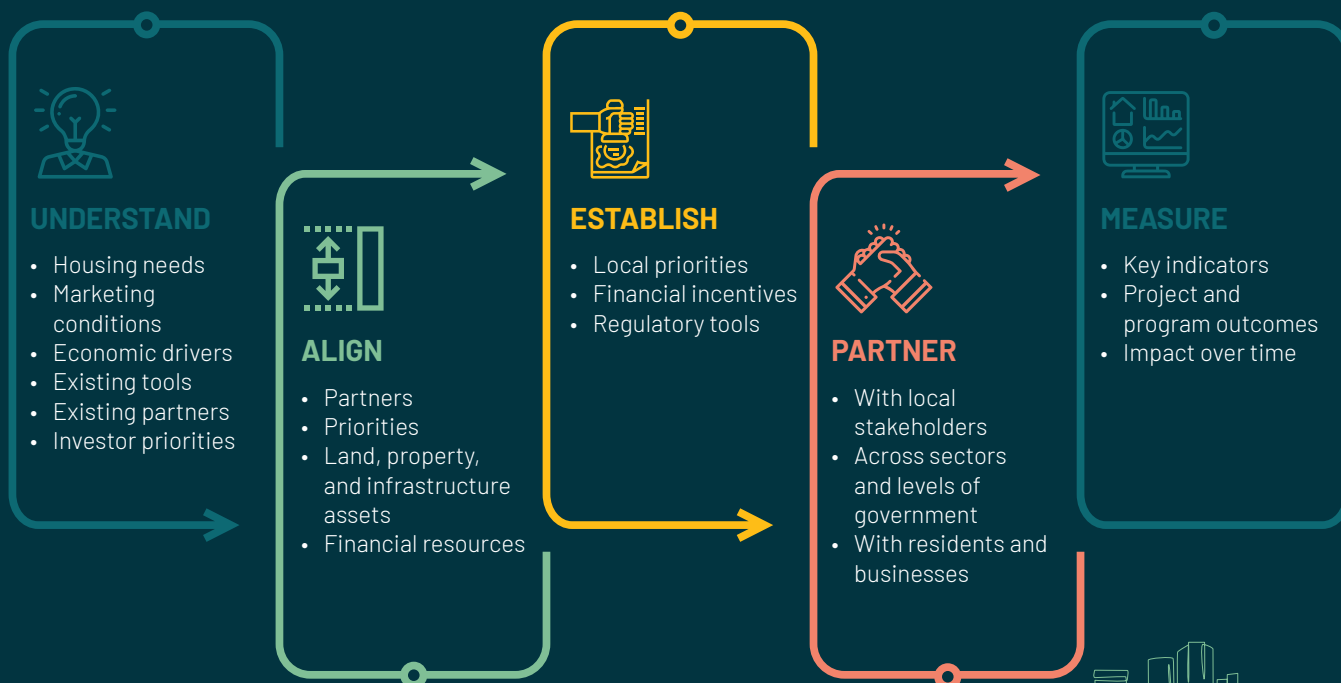 UNDERSTAND
• Housing needs
• Marketing
conditions
• Economic drivers
• Existing tools
• Existing partners
• Investor priorities
ALIGN
• Partners
• Priorities
• Land, property,
and infrastructure
assets
• Financial resources
ESTABLISH
• Local priorities
• Financial incentives
• Regulatory tools
PARTNER
• With local
stakeholders
• Across sectors
and levels of
government
• With residents and
businesses
MEASURE
• Key indicators
• Project and
program outcomes
• Impact over time